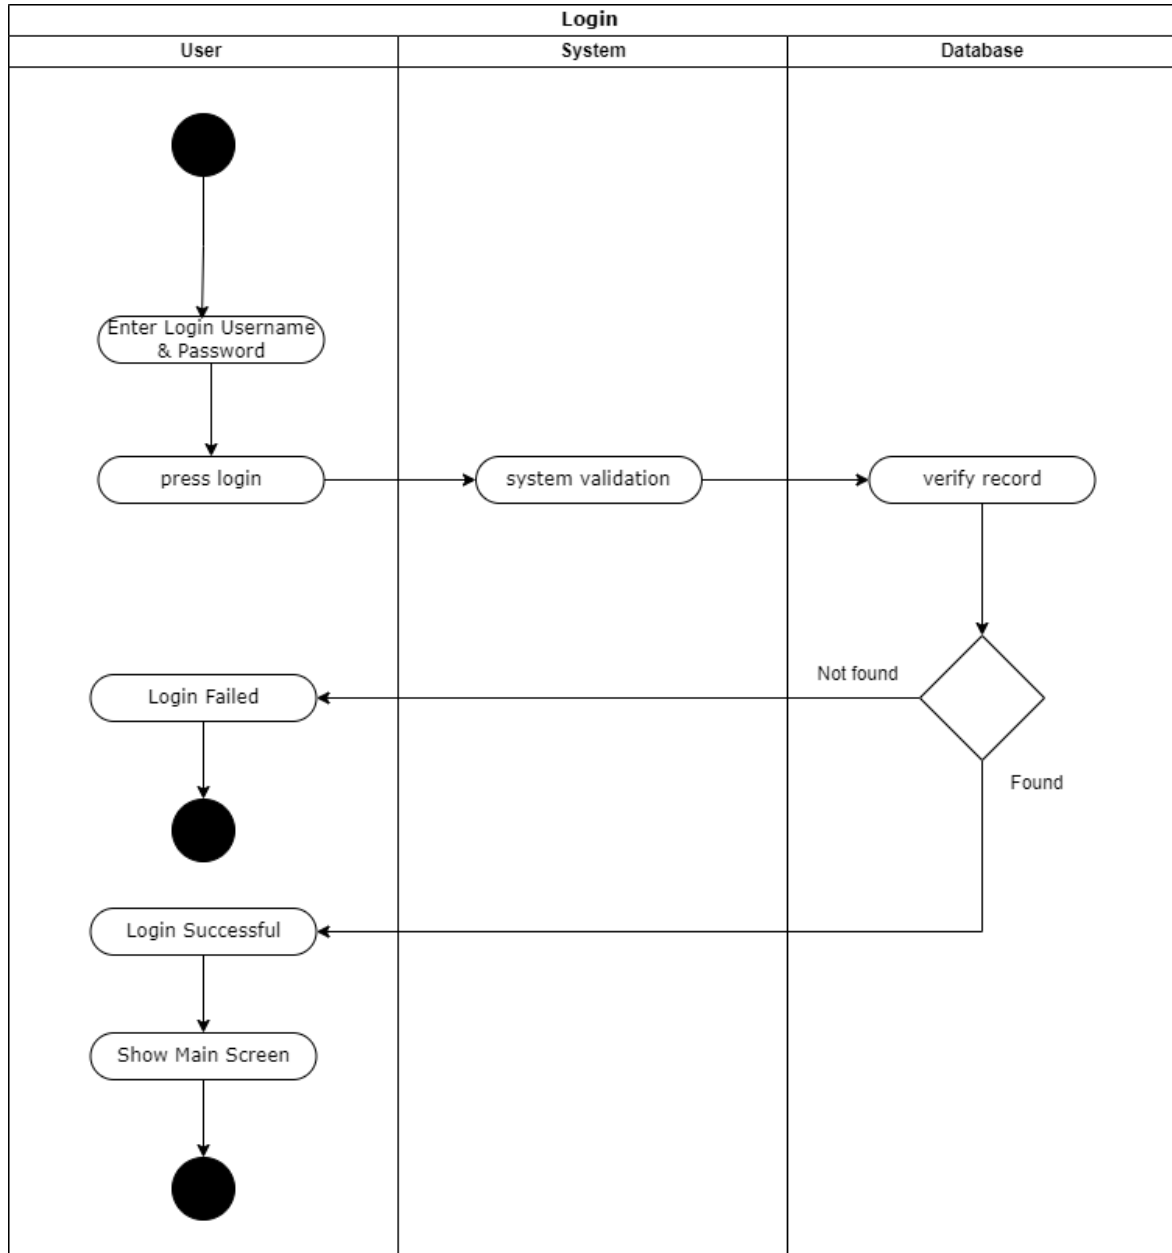 Login
User
System
Database
Enter Login Username
& Password
press login
system validation
verify record
Not found
Login Failed
Found
Login Successful
Show Main Screen